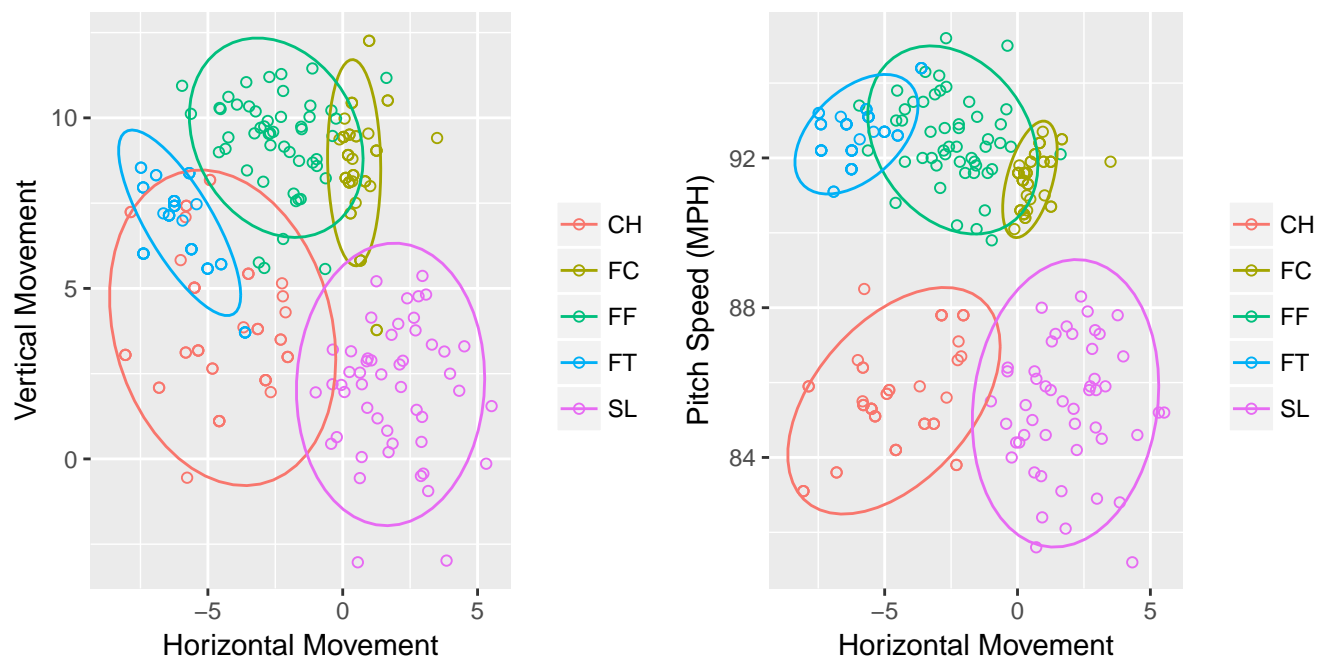 Vertical Movement
10
5
0
−5
0
5
Horizontal Movement
CH
FC
FF
FT
SL
Pitch Speed (MPH)
92
88
84
−5
0
5
Horizontal Movement
CH
FC
FF
FT
SL